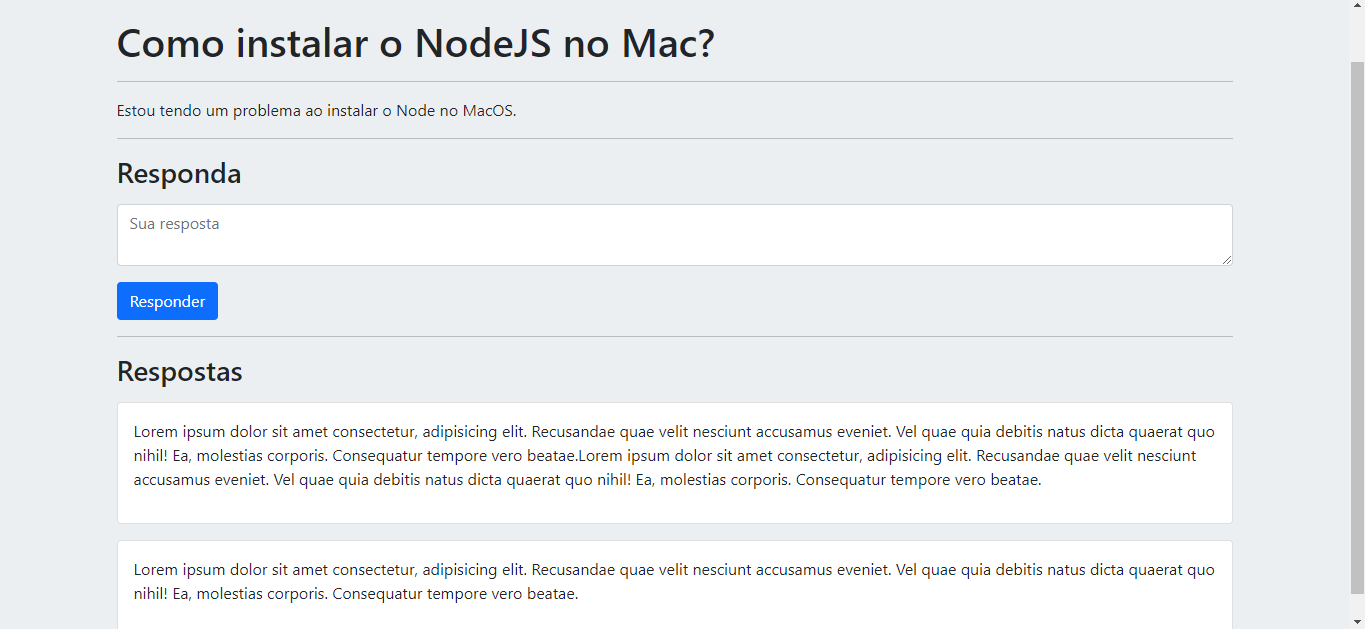 Como instalar o NodeJS no Mac?
Estou tendo um problema ao instalar o Node no MacOS.
Responda
Sua resposta
Responder
Respostas
Lorem ipsum dolor sit amet consectetur, adipisicing elit. Recusandae quae velit nesciunt accusamus eveniet. Vel quae quia debitis natus dicta quaerat quo
nihil! Ea, molestias corporis. Consequatur tempore vero beatae.Lorem ipsum dolor sit amet consectetur, adipisicing elit. Recusandae quae velit nesciunt
accusamus eveniet. Vel quae quia debitis natus dicta quaerat quo nihil! Ea, molestias corporis. Consequatur tempore vero beatae.
Lorem ipsum dolor sit amet consectetur, adipisicing elit. Recusandae quae velit nesciunt accusamus eveniet. Vel quae quia debitis natus dicta quaerat quo
nihil! Ea, molestias corporis. Consequatur tempore vero beatae.